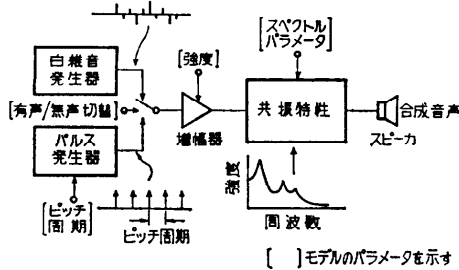 白雑音
発生器
[有声/無声切替]
パルス
発生器
[ピッチ
周期]
ピッチ周期
[強度]
増幅器
[スペクトル
パラメータ]
共振特性
強度
周波数
スピーカ
合成音声
[ ]モデルのパラメータを示す